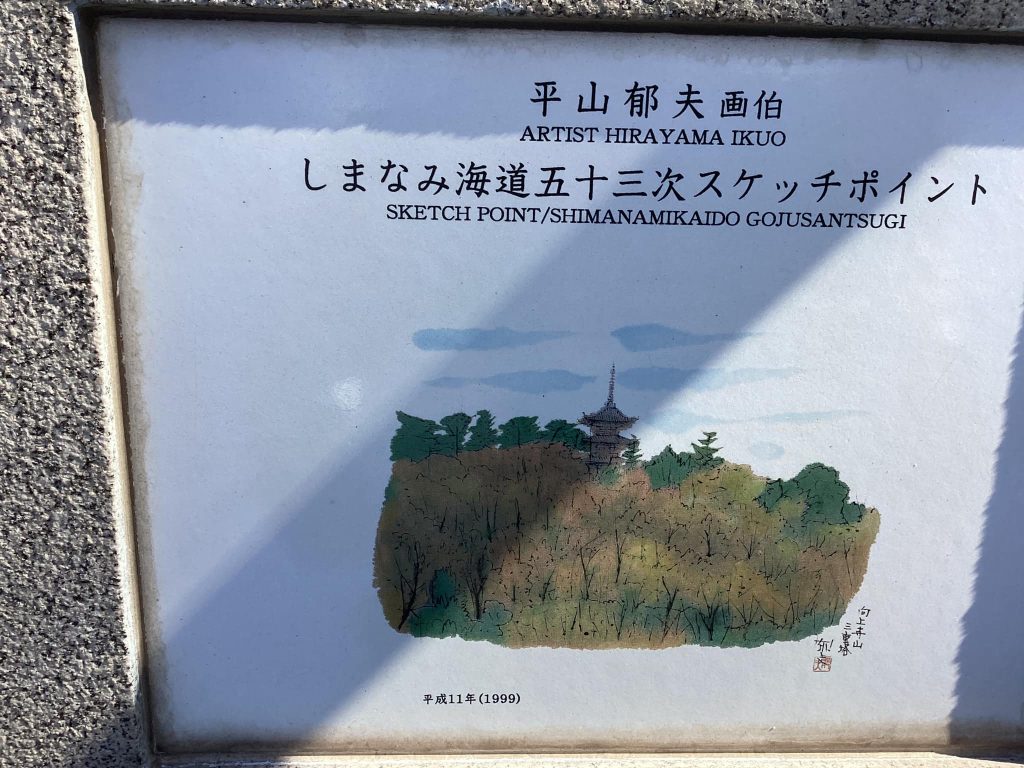 平山郁夫画伯
ARTIST HIRAYAMA IKUO
しまなみ海道五十三次スケッチポイント
SKETCH POINT/SHIMANAMIKAIDO GOJUSANTSUGI
向上寺山
三重塔
平成11年(1999)